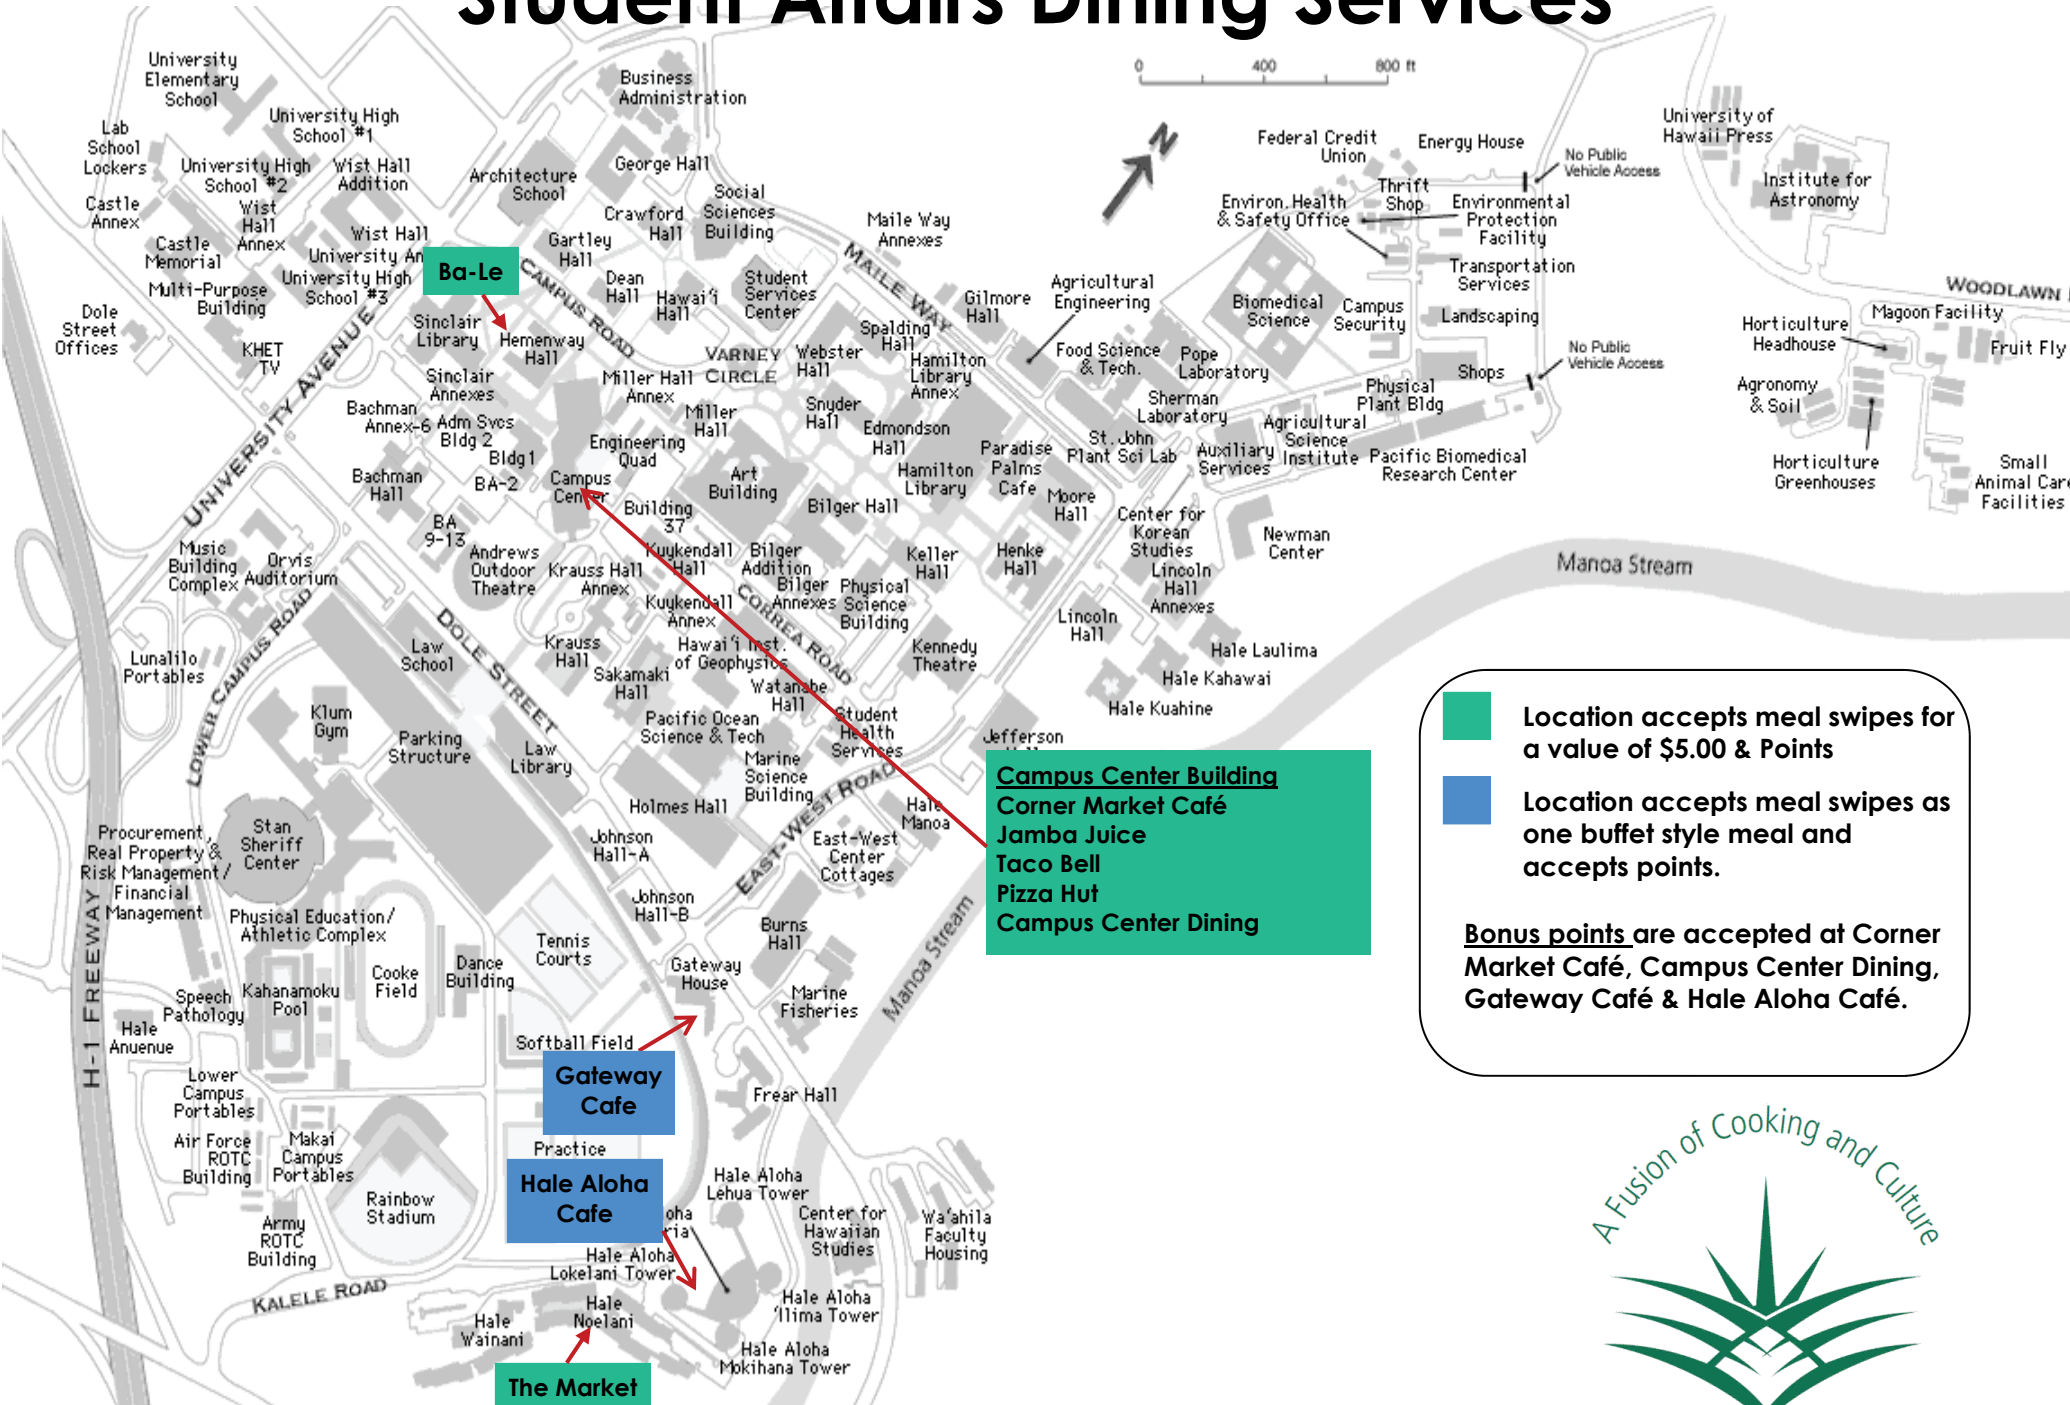 Student Affairs Dining Services
0 400 800 ft
N
University
Elementary
School
Business
Administration
University High
School #1
Lab
School
Lockers
University High
School #2
Wist Hall
Addition
Architecture
School
George Hall
Castle
Annex
Wist
Hall
Annex
Castle
Memorial
Wist Hall
University An
University High
School #3
Multi-Purpose
Building
Dole
Street
Offices
KHET
TV
Ba-Le
Crawford
Hall
Social
Sciences
Building
Gartley
Hall
Dean
Hall
Hawai'i
Hall
Student
Services
Center
CAMPUS ROAD
Sinclair
Library
Hemenway
Hall
Sinclair
Annexes
VARNEY
CIRCLE
Miller Hall
Annex
Miller
Hall
Webster
Hall
Maile Way
Annexes
MAILE WAY
Gilmore
Hall
Spalding
Hall
Hamilton
Library
Annex
Snyder
Hall
Edmondson
Hall
Agricultural
Engineering
Food Science
& Tech.
Pope
Laboratory
Sherman
Laboratory
St. John
Plant Sci Lab
Federal Credit
Union
Energy House
No Public
Vehicle Access
Thrift
Shop
Environ. Health
& Safety Office
Environmental
Protection
Facility
Transportation
Services
Biomedical
Science
Campus
Security
Landscaping
No Public
Vehicle Access
Shops
Physical
Plant Bldg
Agricultural
Science
Institute
Auxiliary
Services
Pacific Biomedical
Research Center
University of
Hawaii Press
Institute for
Astronomy
WOODLAWN
Magoon Facility
Horticulture
Headhouse
Fruit Fly
Agronomy
& Soil
Horticulture
Greenhouses
Small
Animal Care
Facilities
UNIVERSITY AVENUE
Bachman
Annex-6
Adm Svcs
Bldg 2
Bldg1
BA-2
Bachman
Hall
BA
9-13
Engineering
Quad
Campus
Center
Building
37
Art
Building
Bilger Hall
Hamilton
Library
Paradise
Palms
Cafe
Moore
Hall
Center for
Korean
Studies
Newman
Center
Manoa Stream
Music
Building
Complex
Orvis
Auditorium
Andrews
Outdoor
Theatre
Krauss Hall
Annex
Kuykendall
Hall
Kuykendall
Annex
Bilger
Addition
Bilger
Annexes
Physical
Science
Building
Keller
Hall
Henke
Hall
Lincoln
Hall
Annexes
Lincoln
Hall
CORREA ROAD
LOWER CAMPUS ROAD
DOLE STREET
Lunalilo
Portables
Law
School
Krauss
Hall
Sakamaki
Hall
Hawai'i Inst.
of Geophysics
Watanabe
Hall
Kennedy
Theatre
Hale Laulima
Hale Kahawai
Hale Kuahine
Klum
Gym
Parking
Structure
Law
Library
Pacific Ocean
Science & Tech
Student
Health
Services
Marine
Science
Building
Jefferson
Holmes Hall
EAST-WEST ROAD
Hale
Manoa
East-West
Center
Cottages
Campus Center Building
Corner Market Café
Jamba Juice
Taco Bell
Pizza Hut
Campus Center Dining
Location accepts meal swipes for
a value of $5.00 & Points
Location accepts meal swipes as
one buffet style meal and
accepts points.
Bonus points are accepted at Corner
Market Café, Campus Center Dining,
Gateway Café & Hale Aloha Café.
Procurement,
Real Property &
Risk Management/
Financial
Management
Stan
Sheriff
Center
Johnson
Hall-A
Johnson
Hall-B
H-1 FREEWAY
Physical Education/
Athletic Complex
Tennis
Courts
Burns
Hall
Manoa Stream
Cooke
Field
Dance
Building
Gateway
House
Marine
Fisheries
Speech
Pathology
Kahanamoku
Pool
Hale
Anuenue
Softball Field
Gateway
Cafe
Frear Hall
Lower
Campus
Portables
Air Force
ROTC
Building
Makai
Campus
Portables
Practice
Hale Aloha
Cafe
oha
ria
Rainbow
Stadium
Army
ROTC
Building
Hale Aloha
Lehua Tower
Center for
Hawaiian
Studies
Wa'ahila
Faculty
Housing
Hale Aloha
Lokelani Tower
KALELE ROAD
Hale
Wainani
Hale
Noelani
Hale Aloha
'Ilima Tower
Hale Aloha
Mokihana Tower
The Market
A Fusion of Cooking and Culture